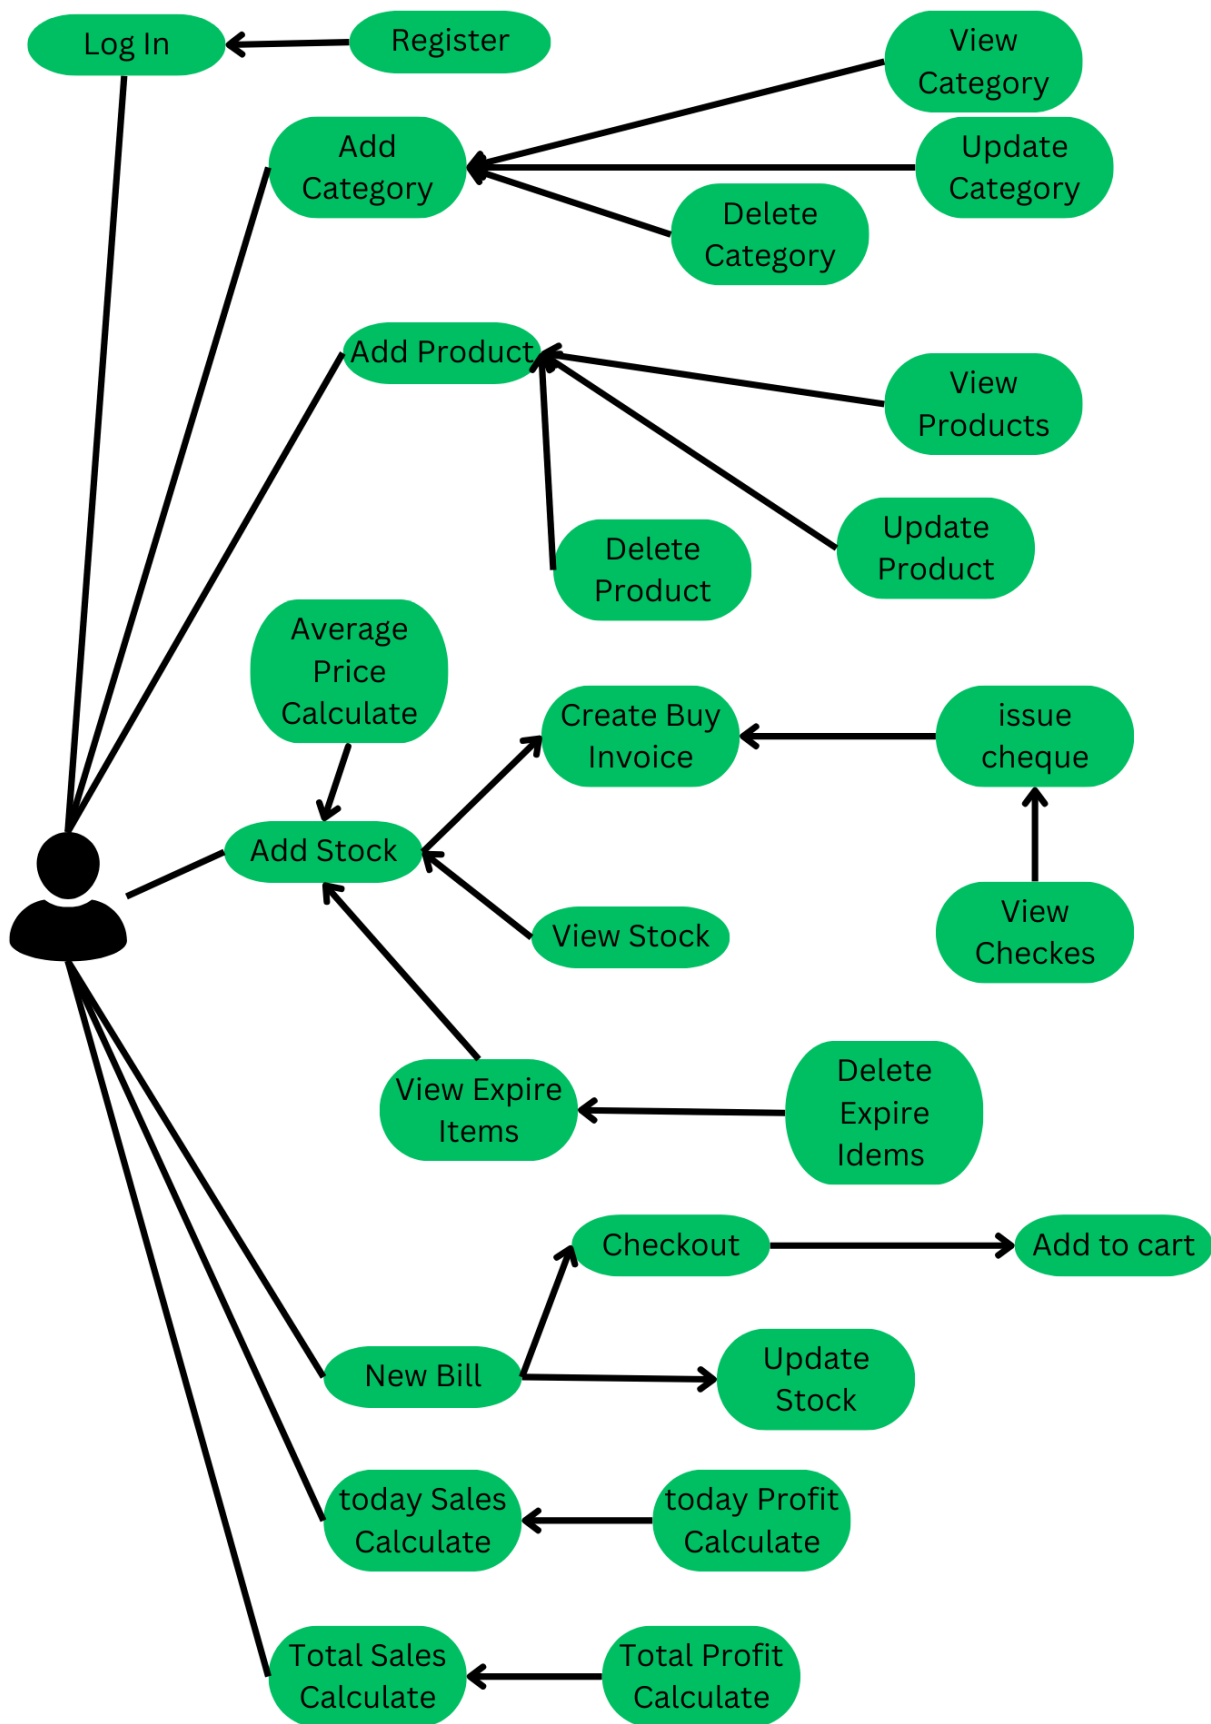 Log In
Register
View
Category
Add
Category
Update
Category
Delete
Category
Add Product
View
Products
Update
Product
Delete
Product
Average
Price
Calculate
Create Buy
Invoice
issue
cheque
Add Stock
View Stock
View
Checkes
View Expire
Items
Delete
Expire
Idems
Checkout
Add to cart
New Bill
Update
Stock
today Sales
Calculate
today Profit
Calculate
Total Sales
Calculate
Total Profit
Calculate